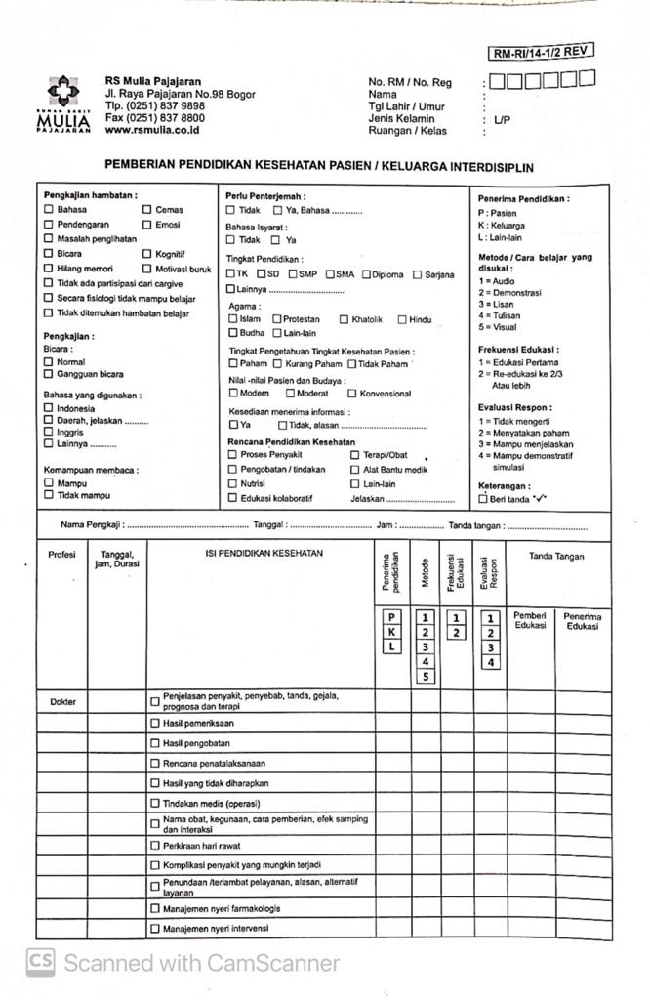 RM-RI/14-1/2 REV
RUMAH SAKIT
MULIA
PAJAJARAN
RS Mulia Pajajaran
Jl. Raya Pajajaran No.98 Bogor
Tlp. (0251) 837 9898
Fax (0251) 837 8800
www.rsmulia.co.id
No. RM / No. Reg :
Nama :
Tgl Lahir / Umur :
Jenis Kelamin : L/P
Ruangan / Kelas :
PEMBERIAN PENDIDIKAN KESEHATAN PASIEN / KELUARGA INTERDISIPLIN
Pengkajian hambatan :
Bahasa Cemas
Pendengaran Emosi
Masalah penglihatan
Bicara Kognitif
Hilang memori Motivasi buruk
Tidak ada partisipasi dari cargive
Secara fisiologi tidak mampu belajar
Tidak ditemukan hambatan belajar
Pengkajian :
Bicara :
Normal
Gangguan bicara
Bahasa yang digunakan :
Indonesia
Daerah, jelaskan ..........
Inggris
Lainnya ...........
Kemampuan membaca :
Mampu
Tidak mampu
Perlu Penterjemah :
Tidak Ya, Bahasa ............
Bahasa Isyarat :
Tidak Ya
Tingkat Pendidikan :
TK SD SMP SMA Diploma Sarjana
Lainnya ................................
Agama :
Islam Protestan Khatolik Hindu
Budha Lain-lain
Tingkat Pengetahuan Tingkat Kesehatan Pasien :
Paham Kurang Paham Tidak Paham
Nilai -nilai Pasien dan Budaya :
Modern Moderat Konvensional
Kesediaan menerima informasi :
Ya Tidak, alasan ....................................
Rencana Pendidikan Kesehatan
Proses Penyakit Terapi/Obat
Pengobatan / tindakan Alat Bantu medik
Nutrisi Lain-lain
Edukasi kolaboratif Jelaskan ............................
Penerima Pendidikan :
P : Pasien
K : Keluarga
L : Lain-lain
Metode / Cara belajar yang
disukai :
1 = Audio
2 = Demonstrasi
3 = Lisan
4 = Tulisan
5 = Visual
Frekuensi Edukasi :
1 = Edukasi Pertama
2 = Re-edukasi ke 2/3
Atau lebih
Evaluasi Respon :
1 = Tidak mengerti
2 = Menyatakan paham
3 = Mampu menjelaskan
4 = Mampu demonstratif
simulasi
Keterangan :
Beri tanda "✓"
Nama Pengkaji : .................................................... Tanggal : ................................... Jam : ................... Tanda tangan : ..................................
Profesi
Tanggal,
jam, Durasi
ISI PENDIDIKAN KESEHATAN
Penerima
pendidikan
Metode
Frekuensi
Edukasi
Evaluasi
Respon
Tanda Tangan
P
K
L
1
2
3
4
5
1
2
1
2
3
4
Pemberi
Edukasi
Penerima
Edukasi
Dokter
Penjelasan penyakit, penyebab, tanda, gejala,
prognosa dan terapi
Hasil pemeriksaan
Hasil pengobatan
Rencana penatalaksanaan
Hasil yang tidak diharapkan
Tindakan medis (operasi)
Nama obat, kegunaan, cara pemberian, efek samping
dan interaksi
Perkiraan hari rawat
Komplikasi penyakit yang mungkin terjadi
Penundaan /terlambat pelayanan, alasan, alternatif
layanan
Manajemen nyeri farmakologis
Manajemen nyeri intervensi
CS Scanned with CamScanner